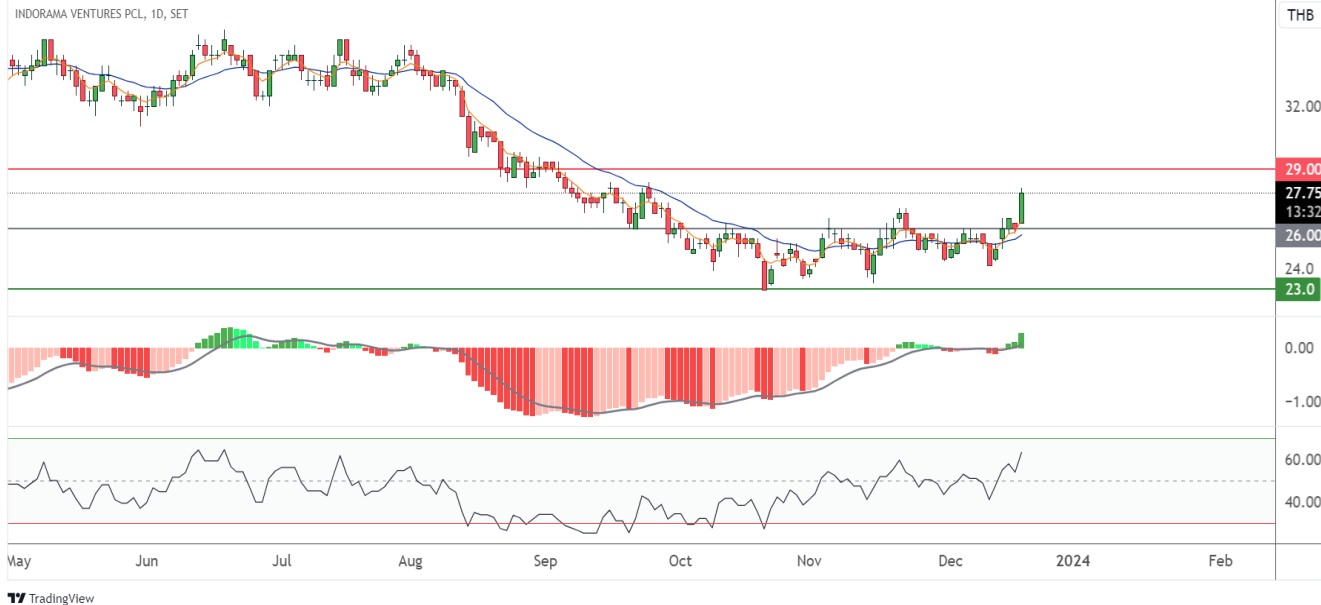 INDORAMA VENTURES PCL, 1D, SET
THB
32.00
29.00
27.75
13:32
26.00
24.0
23.0
0.00
−1.00
60.00
40.00
May Jun Jul Aug Sep Oct Nov Dec 2024 Feb
TradingView